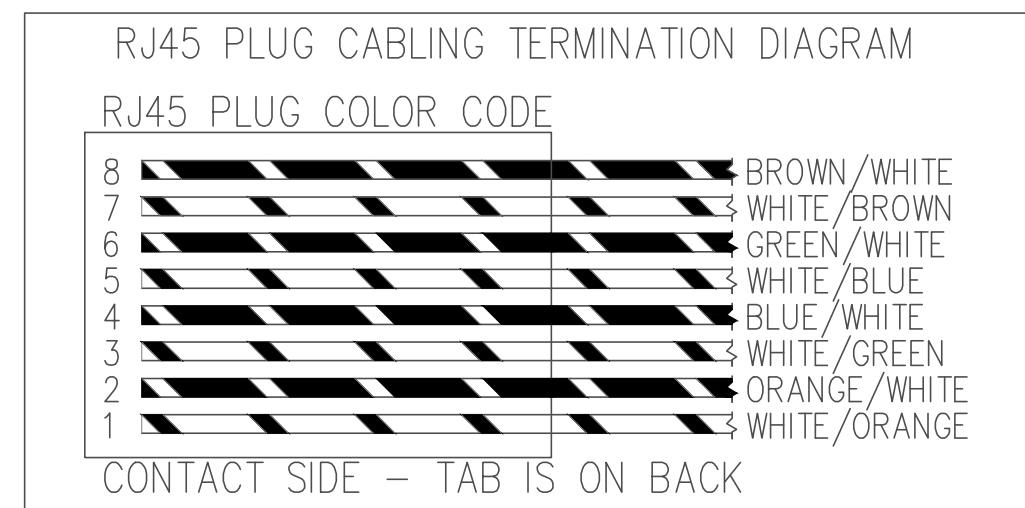 RJ45 PLUG CABLING TERMINATION DIAGRAM
RJ45 PLUG COLOR CODE
8 BROWN/WHITE
7 WHITE/BROWN
6 GREEN/WHITE
5 WHITE/BLUE
4 BLUE/WHITE
3 WHITE/GREEN
2 ORANGE/WHITE
1 WHITE/ORANGE
CONTACT SIDE – TAB IS ON BACK